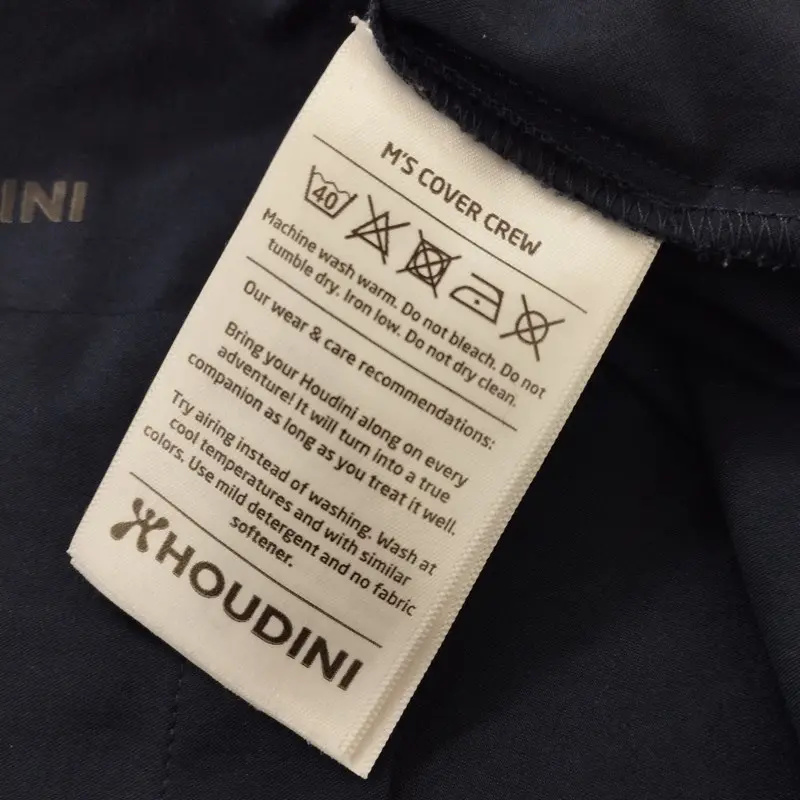 INI
M'S COVER CREW
40
Machine wash warm. Do not bleach. Do not
tumble dry. Iron low. Do not dry clean.
Our wear & care recommendations:
Bring your Houdini along on every
adventure! It will turn into a true
companion as long as you treat it well.
Try airing instead of washing. Wash at
cool temperatures and with similar
colors. Use mild detergent and no fabric
softener.
HOUDINI